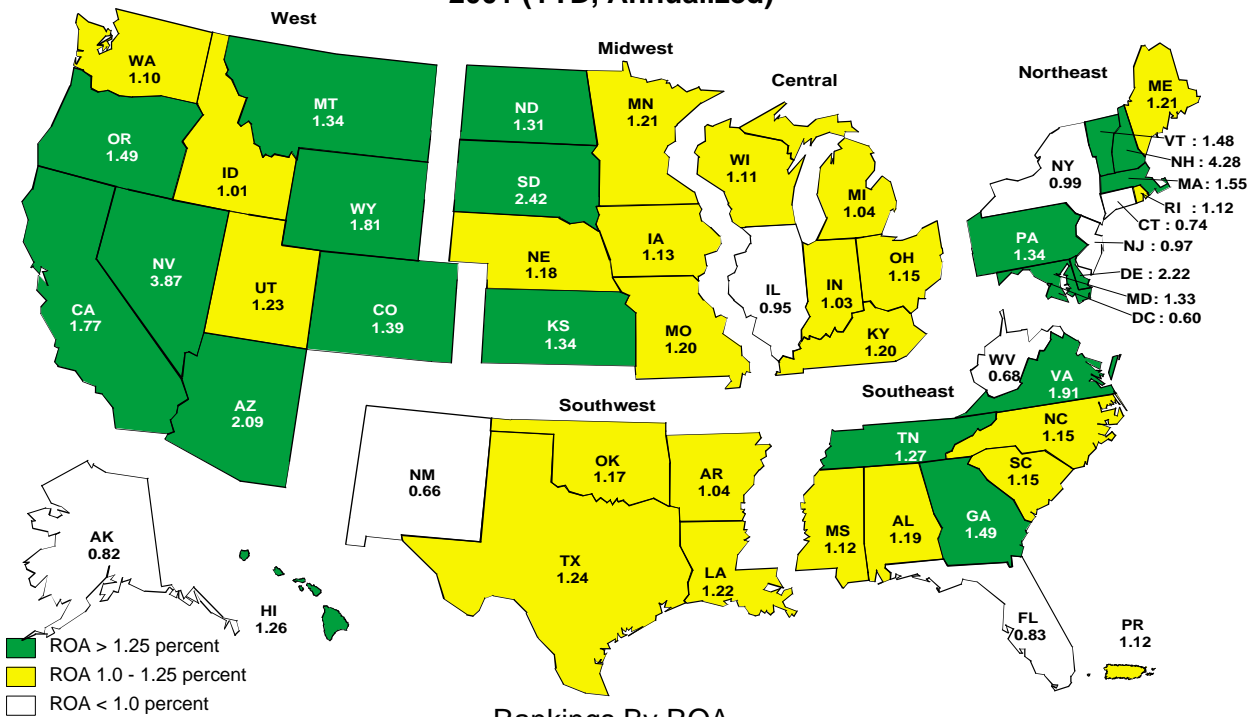 2001 (YTD, Annualized)
West
Midwest
Central
Northeast
WA
1.10
MT
1.34
ND
1.31
MN
1.21
ME
1.21
OR
1.49
ID
1.01
WY
1.81
SD
2.42
WI
1.11
MI
1.04
NY
0.99
VT : 1.48
NH : 4.28
MA : 1.55
RI : 1.12
CT : 0.74
NJ : 0.97
DE : 2.22
MD: 1.33
DC : 0.60
PA
1.34
NV
3.87
UT
1.23
CA
1.77
CO
1.39
NE
1.18
IA
1.13
KS
1.34
MO
1.20
IL
0.95
IN
1.03
OH
1.15
KY
1.20
WV
0.68
VA
1.91
AZ
2.09
Southwest
Southeast
NM
0.66
OK
1.17
AR
1.04
TN
1.27
NC
1.15
SC
1.15
TX
1.24
LA
1.22
MS
1.12
AL
1.19
GA
1.49
AK
0.82
HI
1.26
FL
0.83
PR
1.12
ROA > 1.25 percent
ROA 1.0 - 1.25 percent
ROA < 1.0 percent